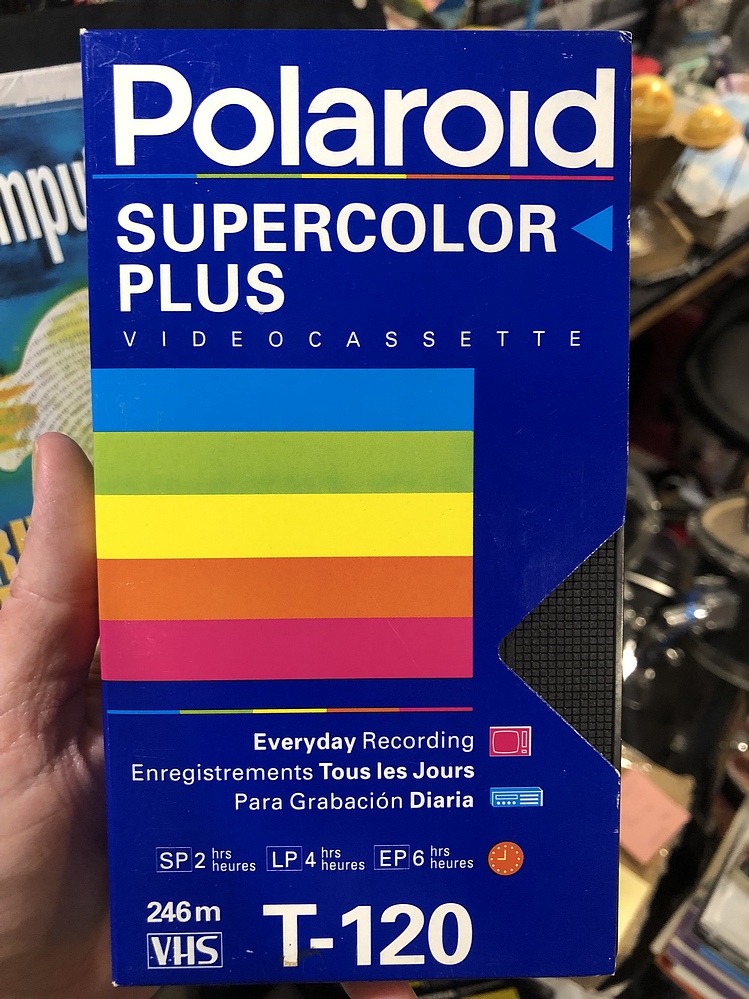 Polaroid
SUPERCOLOR
PLUS
VIDEOCASSETTE
Everyday Recording
Enregistrements Tous les Jours
Para Grabación Diaria
SP 2 hrs heures LP 4 hrs heures EP 6 hrs heures
246 m
VHS
T-120